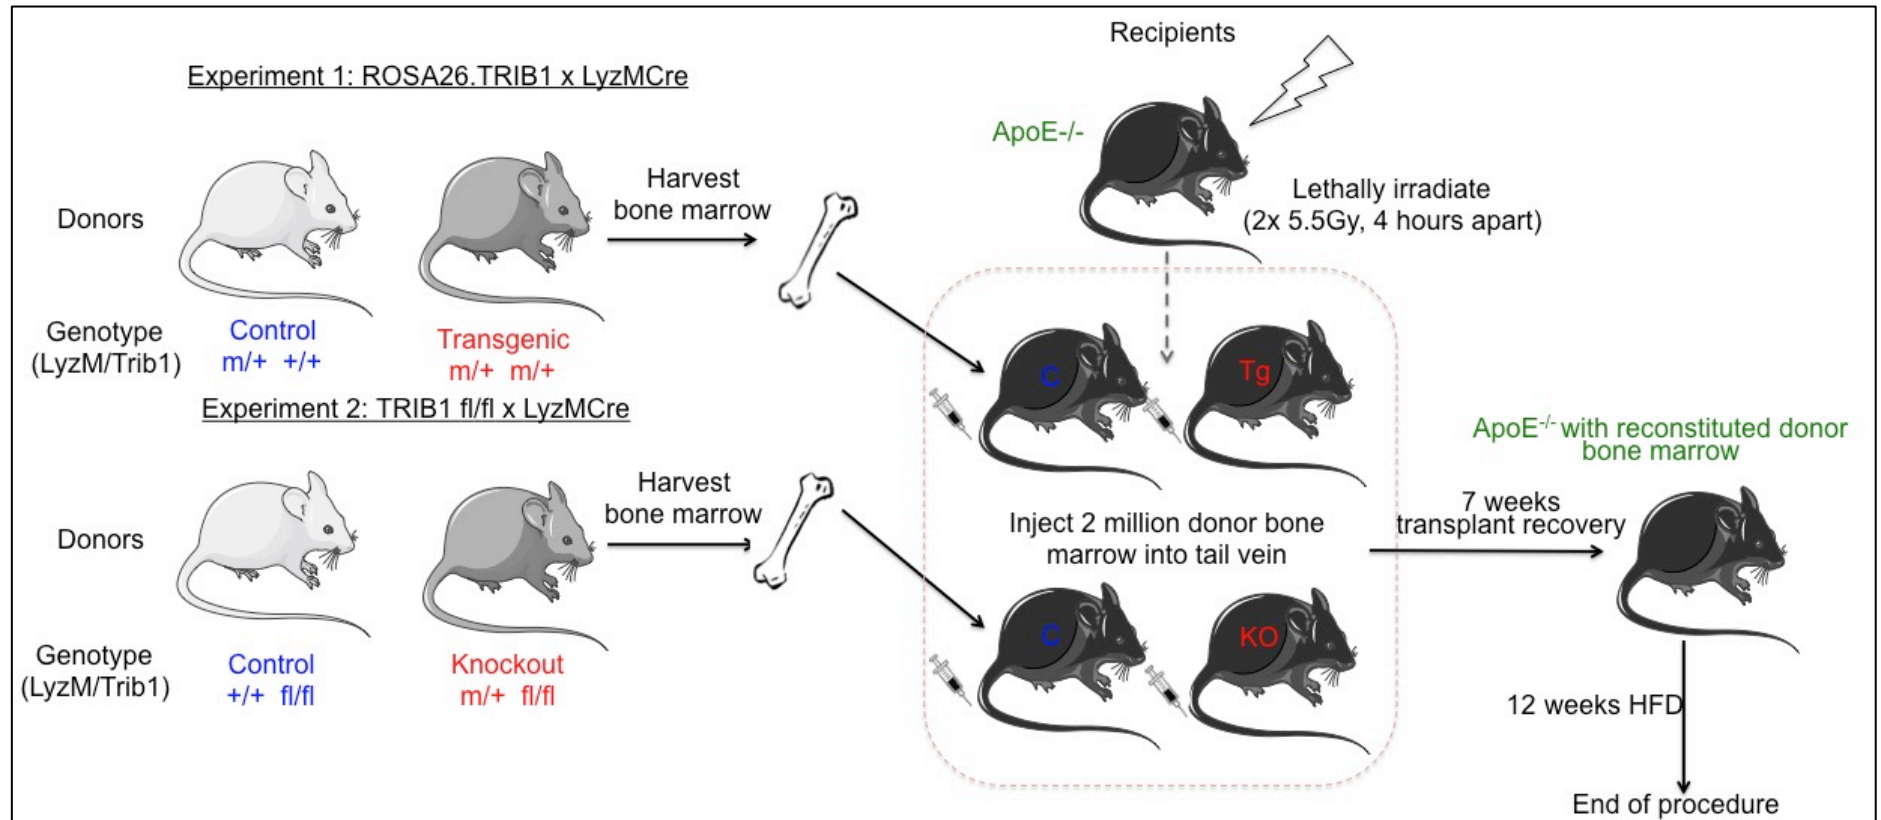 Experiment 1: ROSA26.TRIB1 x LyzMCre
Donors
Genotype
(LyzM/Trib1)
Control
m/+ +/+
Transgenic
m/+ m/+
Harvest
bone marrow
Experiment 2: TRIB1 fl/fl x LyzMCre
Donors
Genotype
(LyzM/Trib1)
Control
+/+ fl/fl
Knockout
m/+ fl/fl
Harvest
bone marrow
Recipients
ApoE-/-
Lethally irradiate
(2x 5.5Gy, 4 hours apart)
C
Tg
Inject 2 million donor bone
marrow into tail vein
C
KO
7 weeks
transplant recovery
ApoE-/- with reconstituted donor
bone marrow
12 weeks HFD
End of procedure